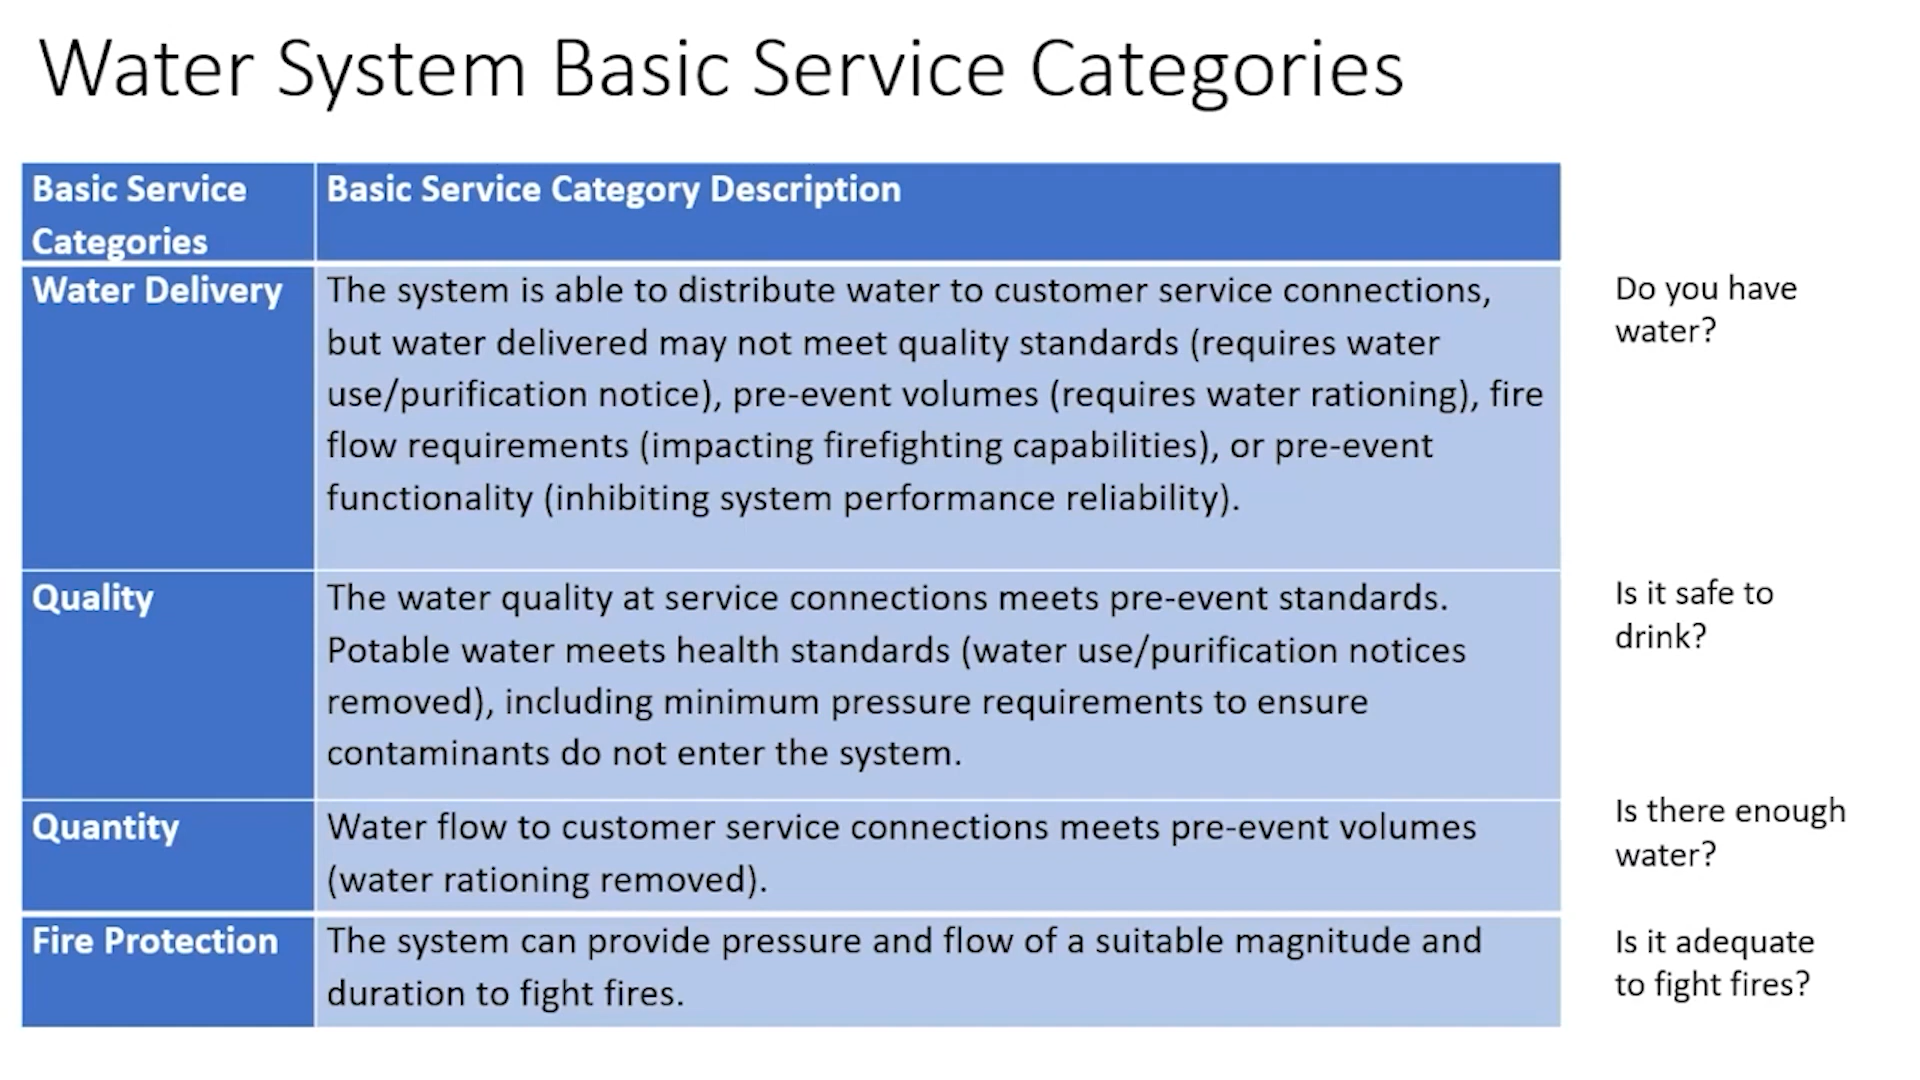 Water System Basic Service Categories
Basic Service
Categories
Basic Service Category Description
Water Delivery
The system is able to distribute water to customer service connections,
but water delivered may not meet quality standards (requires water
use/purification notice), pre-event volumes (requires water rationing), fire
flow requirements (impacting firefighting capabilities), or pre-event
functionality (inhibiting system performance reliability).
Do you have
water?
Quality
The water quality at service connections meets pre-event standards.
Potable water meets health standards (water use/purification notices
removed), including minimum pressure requirements to ensure
contaminants do not enter the system.
Is it safe to
drink?
Quantity
Water flow to customer service connections meets pre-event volumes
(water rationing removed).
Is there enough
water?
Fire Protection
The system can provide pressure and flow of a suitable magnitude and
duration to fight fires.
Is it adequate
to fight fires?